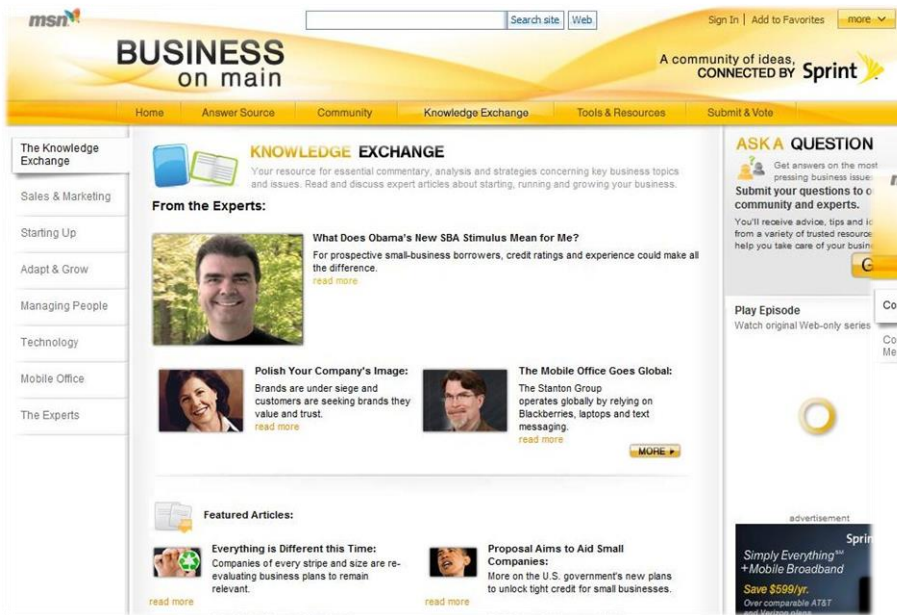 msn
Search site Web
Sign In | Add to Favorites
more
BUSINESS
on main
A community of ideas,
CONNECTED BY Sprint
Home Answer Source Community Knowledge Exchange Tools & Resources Submit & Vote
The Knowledge
Exchange
Sales & Marketing
Starting Up
Adapt & Grow
Managing People
Technology
Mobile Office
The Experts
KNOWLEDGE EXCHANGE
Your resource for essential commentary, analysis and strategies concerning key business topics
and issues. Read and discuss expert articles about starting, running and growing your business.
From the Experts:
What Does Obama's New SBA Stimulus Mean for Me?
For prospective small-business borrowers, credit ratings and experience could make all
the difference.
read more
Polish Your Company's Image:
Brands are under siege and
customers are seeking brands they
value and trust.
read more
The Mobile Office Goes Global:
The Stanton Group
operates globally by relying on
Blackberries, laptops and text
messaging.
read more
MORE
Featured Articles:
Everything is Different this Time:
Companies of every stripe and size are re-
evaluating business plans to remain
relevant.
read more
Proposal Aims to Aid Small
Companies:
More on the U.S. government's new plans
to unlock tight credit for small businesses.
read more
ASK A QUESTION
Get answers on the most
pressing business issue
Submit your questions to o
community and experts.
You'll receive advice, tips and
from a variety of trusted resource
help you take care of your busin
G
Play Episode
Watch original Web-only series
Co
Co
Me
advertisement
Sprin
Simply Everything℠
+Mobile Broadband
Save $599/yr.
Over comparable AT&T
and Verizon plans